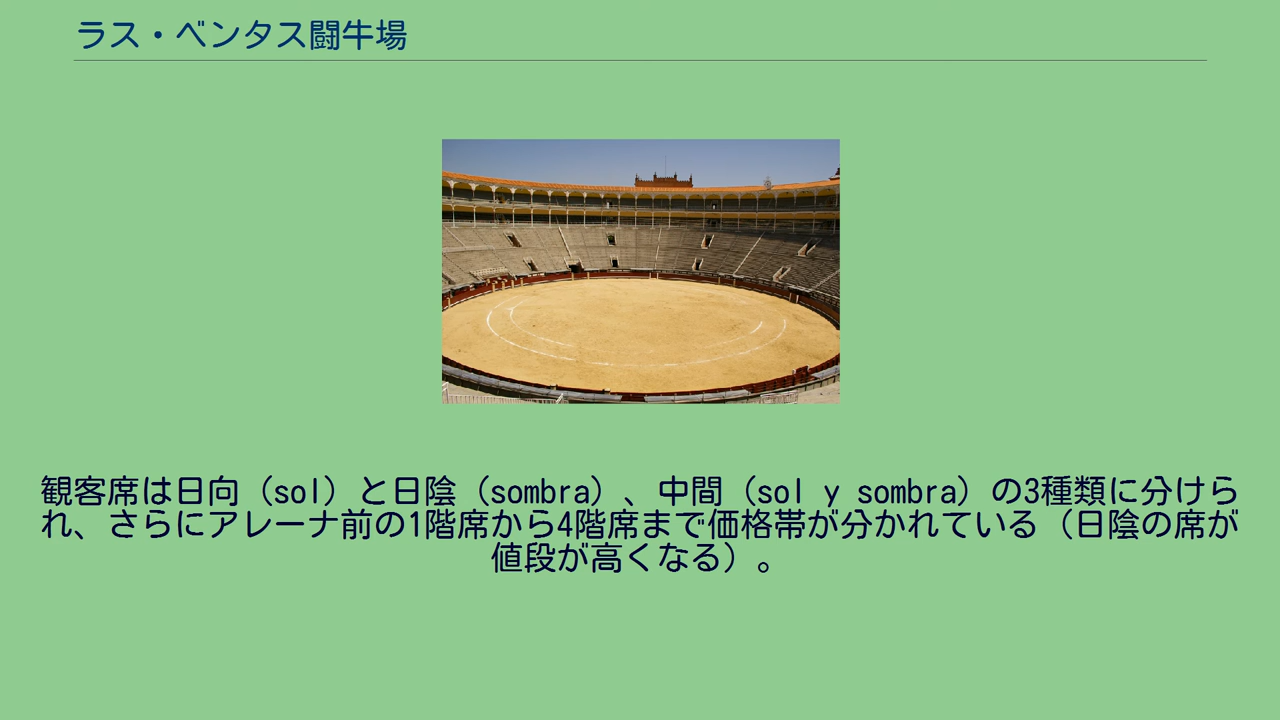 ラス・ベンタス闘牛場
観客席は日向（sol）と日陰（sombra）、中間（sol y sombra）の3種類に分けら
れ、さらにアレーナ前の1階席から4階席まで価格帯が分かれている（日陰の席が
値段が高くなる）。